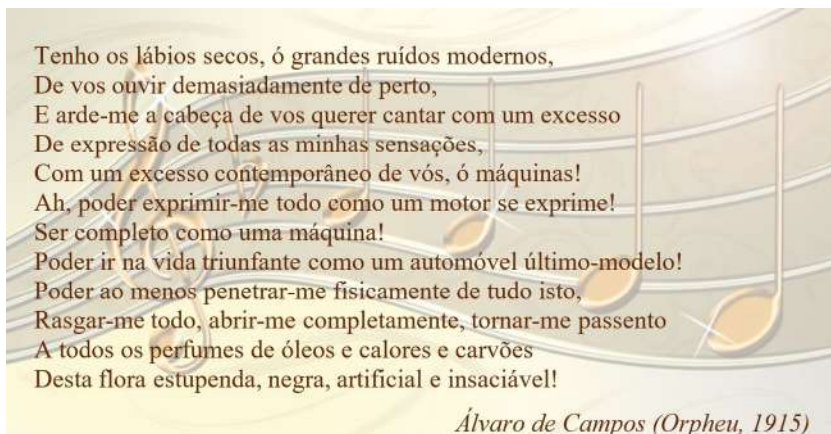 Tenho os lábios secos, ó grandes ruídos modernos,
De vos ouvir demasiadamente de perto,
E arde-me a cabeça de vos querer cantar com um excesso
De expressão de todas as minhas sensações,
Com um excesso contemporâneo de vós, ó máquinas!
Ah, poder exprimir-me todo como um motor se exprime!
Ser completo como uma máquina!
Poder ir na vida triunfante como um automóvel último-modelo!
Poder ao menos penetrar-me fisicamente de tudo isto,
Rasgar-me todo, abrir-me completamente, tornar-me passento
A todos os perfumes de óleos e calores e carvões
Desta flora estupenda, negra, artificial e insaciável!
Álvaro de Campos (Orpheu, 1915)